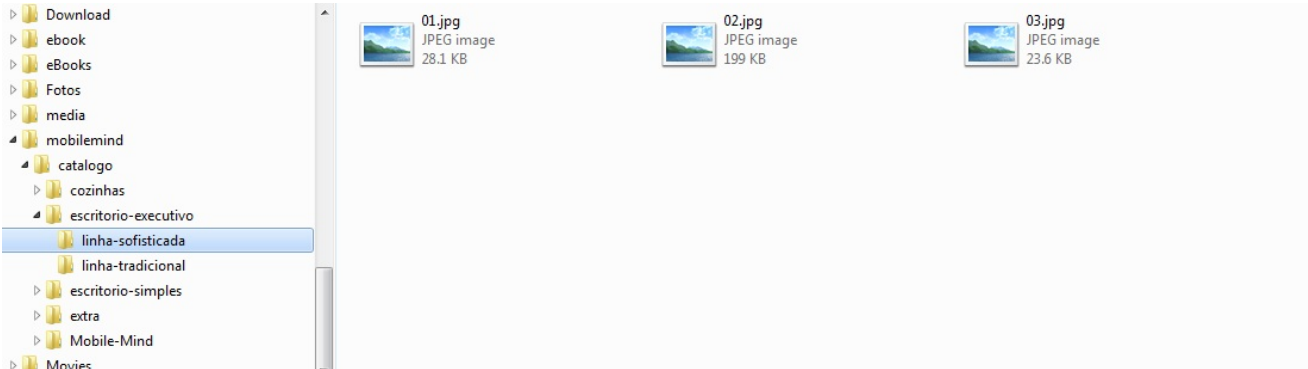 Download
ebook
eBooks
Fotos
media
mobilemind
catalogo
cozinhas
escritorio-executivo
linha-sofisticada
linha-tradicional
escritorio-simples
extra
Mobile-Mind
Movies
01.jpg
JPEG image
28.1 KB
02.jpg
JPEG image
199 KB
03.jpg
JPEG image
23.6 KB